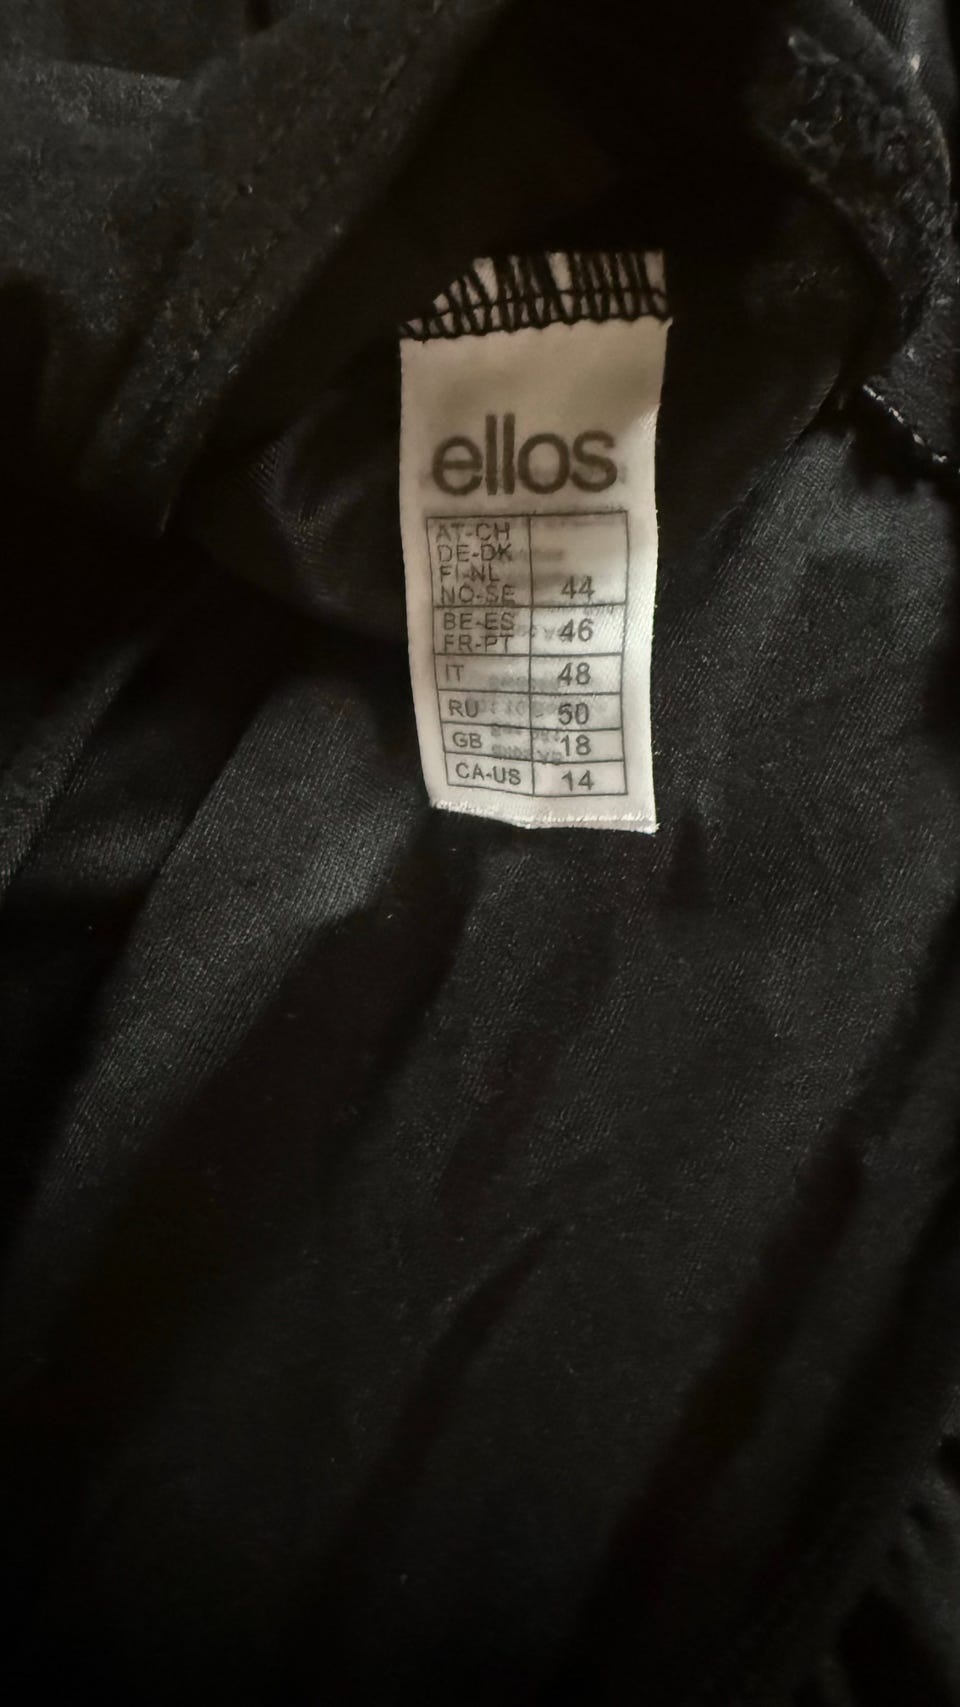 ellos
AT-CH
DE-DK
FI-NL
NO-SE 44
BE-ES
FR-PT 46
IT 48
RU 50
GB 18
CA-US 14